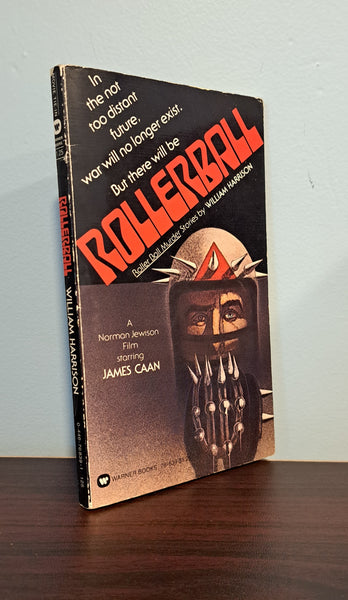 In
the not
too distant
future,
war will no longer exist.
But there will be
ROLLERBALL
Roller Ball Murder Stories by WILLIAM HARRISON
A
Norman Jewison
Film
starring
JAMES CAAN
WARNER BOOKS
ROLLERBALL
WILLIAM HARRISON